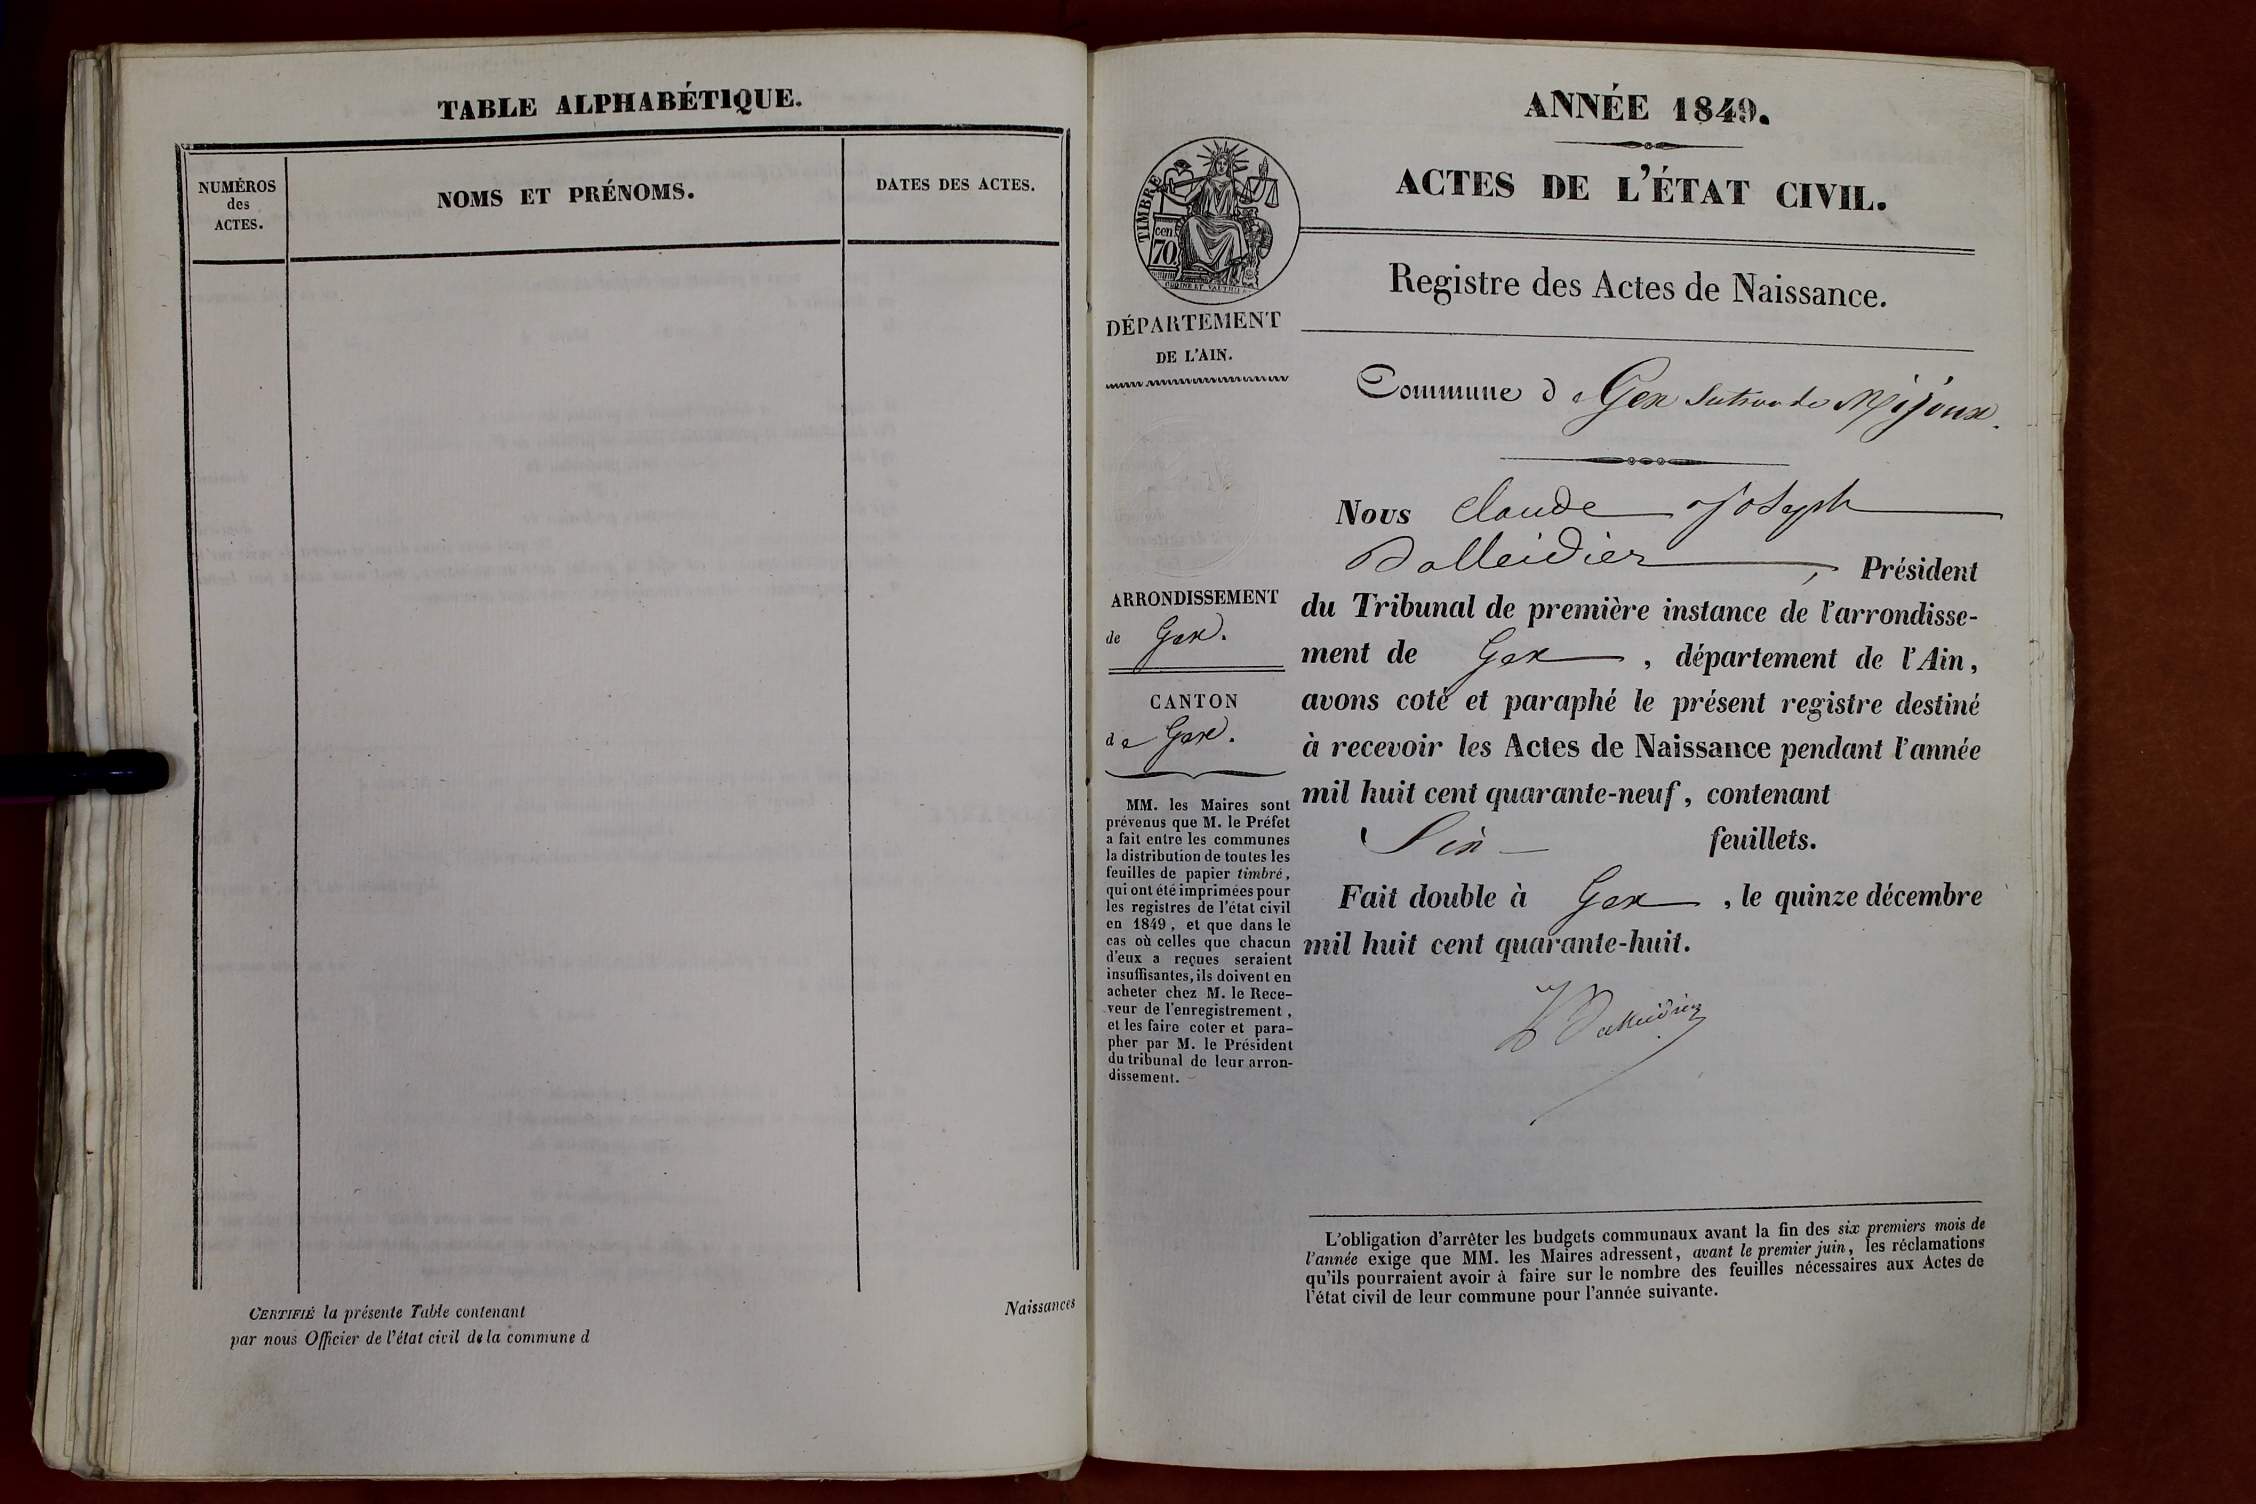 TABLE ALPHABÉTIQUE.
NUMÉROS
des
ACTES.
NOMS ET PRÉNOMS.
DATES DES ACTES.
CERTIFIÉ la présente Table contenant Naissances
par nous Officier de l'état civil de la commune d
ANNÉE 1849.
ACTES DE L'ÉTAT CIVIL.
TIMBRE
cen
70.
Registre des Actes de Naissance.
DÉPARTEMENT
DE L'AIN.
Commune de Gex Section de Mijoux.
ARRONDISSEMENT
de Gex.
CANTON
de Gex.
MM. les Maires sont
prévenus que M. le Préfet
a fait entre les communes
la distribution de toutes les
feuilles de papier timbré,
qui ont été imprimées pour
les registres de l'état civil
en 1849, et que dans le
cas où celles que chacun
d'eux a reçues seraient
insuffisantes, ils doivent en
acheter chez M. le Rece-
veur de l'enregistrement,
et les faire coter et para-
pher par M. le Président
du tribunal de leur arron-
dissement.
Nous Claude Joseph
Dalleidier, Président
du Tribunal de première instance de l'arrondisse-
ment de Gex, département de l'Ain,
avons coté et paraphé le présent registre destiné
à recevoir les Actes de Naissance pendant l'année
mil huit cent quarante-neuf, contenant
Six feuillets.
Fait double à Gex, le quinze décembre
mil huit cent quarante-huit.
Dalleidier
L'obligation d'arrêter les budgets communaux avant la fin des six premiers mois de
l'année exige que MM. les Maires adressent, avant le premier juin, les réclamations
qu'ils pourraient avoir à faire sur le nombre des feuilles nécessaires aux Actes de
l'état civil de leur commune pour l'année suivante.